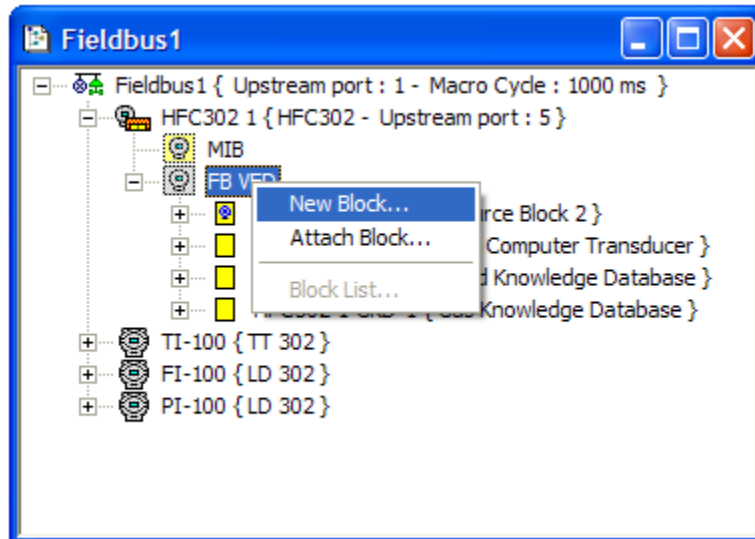 Fieldbus1
Fieldbus1 { Upstream port : 1 - Macro Cycle : 1000 ms }
HFC302 1 { HFC302 - Upstream port : 5 }
MIB
FB VFD
New Block...
rce Block 2 }
Attach Block...
Computer Transducer }
Knowledge Database }
Block List...
Knowledge Database }
TI-100 { TT 302 }
FI-100 { LD 302 }
PI-100 { LD 302 }